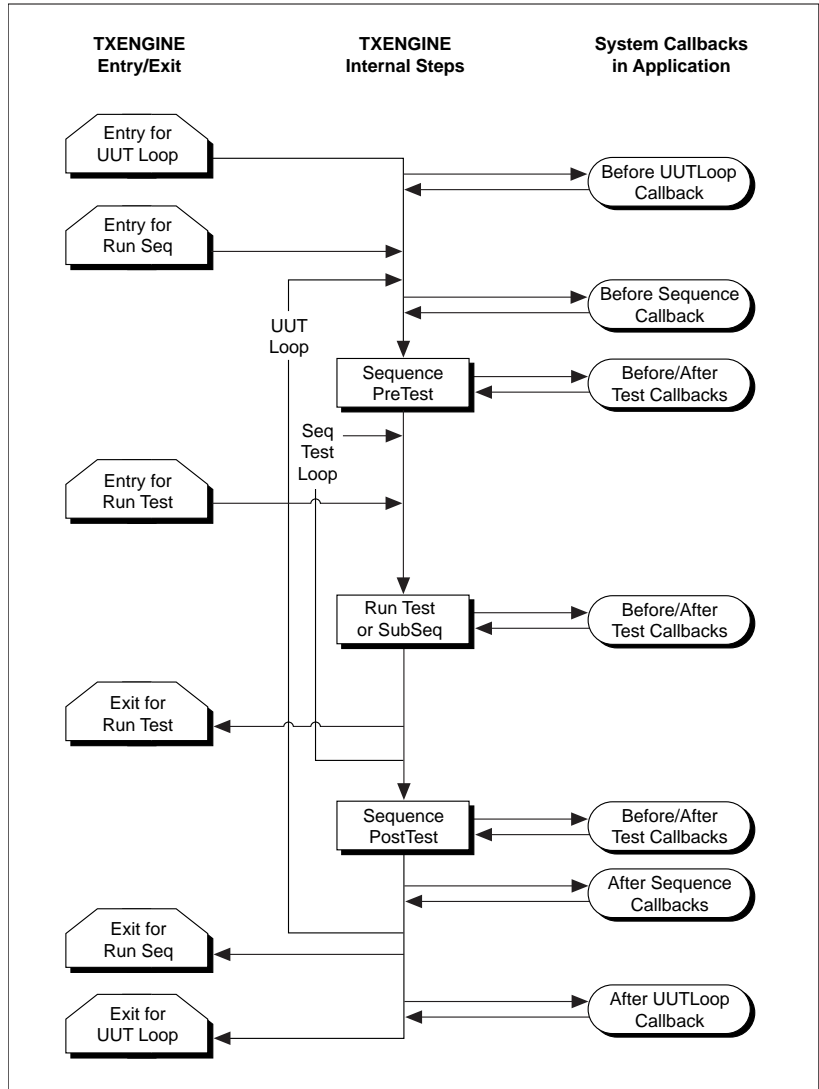 TXENGINE
Entry/Exit
TXENGINE
Internal Steps
System Callbacks
in Application
Entry for
UUT Loop
Before UUTLoop
Callback
Entry for
Run Seq
Before Sequence
Callback
UUT
Loop
Sequence
PreTest
Before/After
Test Callbacks
Seq
Test
Loop
Entry for
Run Test
Run Test
or SubSeq
Before/After
Test Callbacks
Exit for
Run Test
Sequence
PostTest
Before/After
Test Callbacks
After Sequence
Callbacks
Exit for
Run Seq
After UUTLoop
Callback
Exit for
UUT Loop